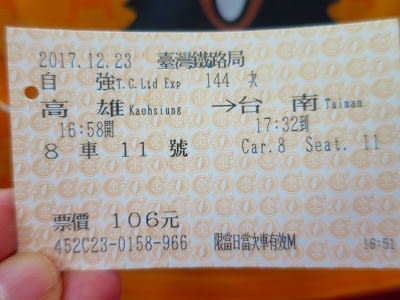 2017.12.23 臺灣鐵路局
自 強 T.C.Ltd Exp 144 次
高 雄 Kaohsiung → 台 南 Tainan
16:58開 17:32到
8 車 11 號 Car.8 Seat. 11
票價 106元
452C23-0158-966 限當日當次車有效M 16:51